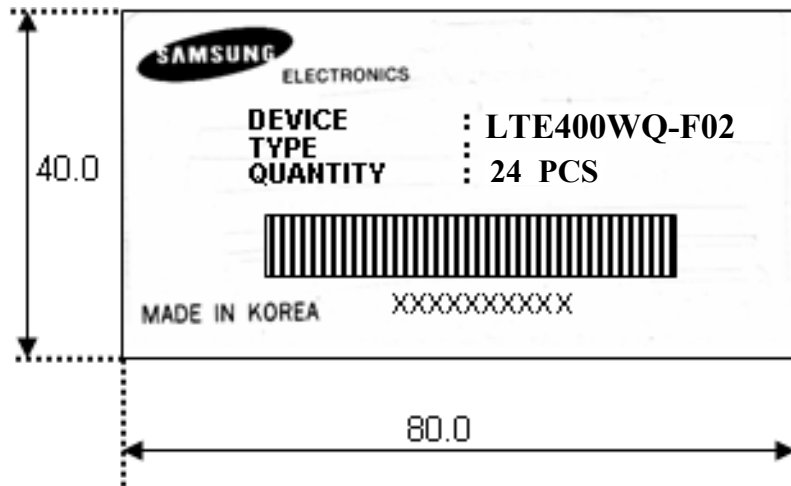 SAMSUNG
ELECTRONICS
DEVICE : LTE400WQ-F02
TYPE :
QUANTITY : 24 PCS
40.0
MADE IN KOREA XXXXXXXXXX
80.0